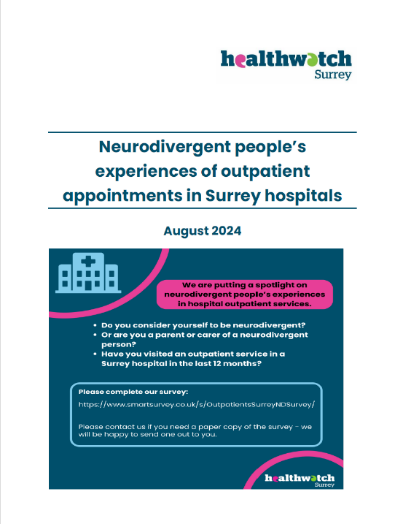 healthwatch
Surrey
Neurodivergent people's
experiences of outpatient
appointments in Surrey hospitals
August 2024
We are putting a spotlight on
neurodivergent people's experiences
in hospital outpatient services.
• Do you consider yourself to be neurodivergent?
• Or are you a parent or carer of a neurodivergent
person?
• Have you visited an outpatient service in a
Surrey hospital in the last 12 months?
Please complete our survey:
https://www.smartsurvey.co.uk/s/OutpatientsSurreyNDSurvey/
Please contact us if you need a paper copy of the survey - we
will be happy to send one out to you.
healthwatch
Surrey